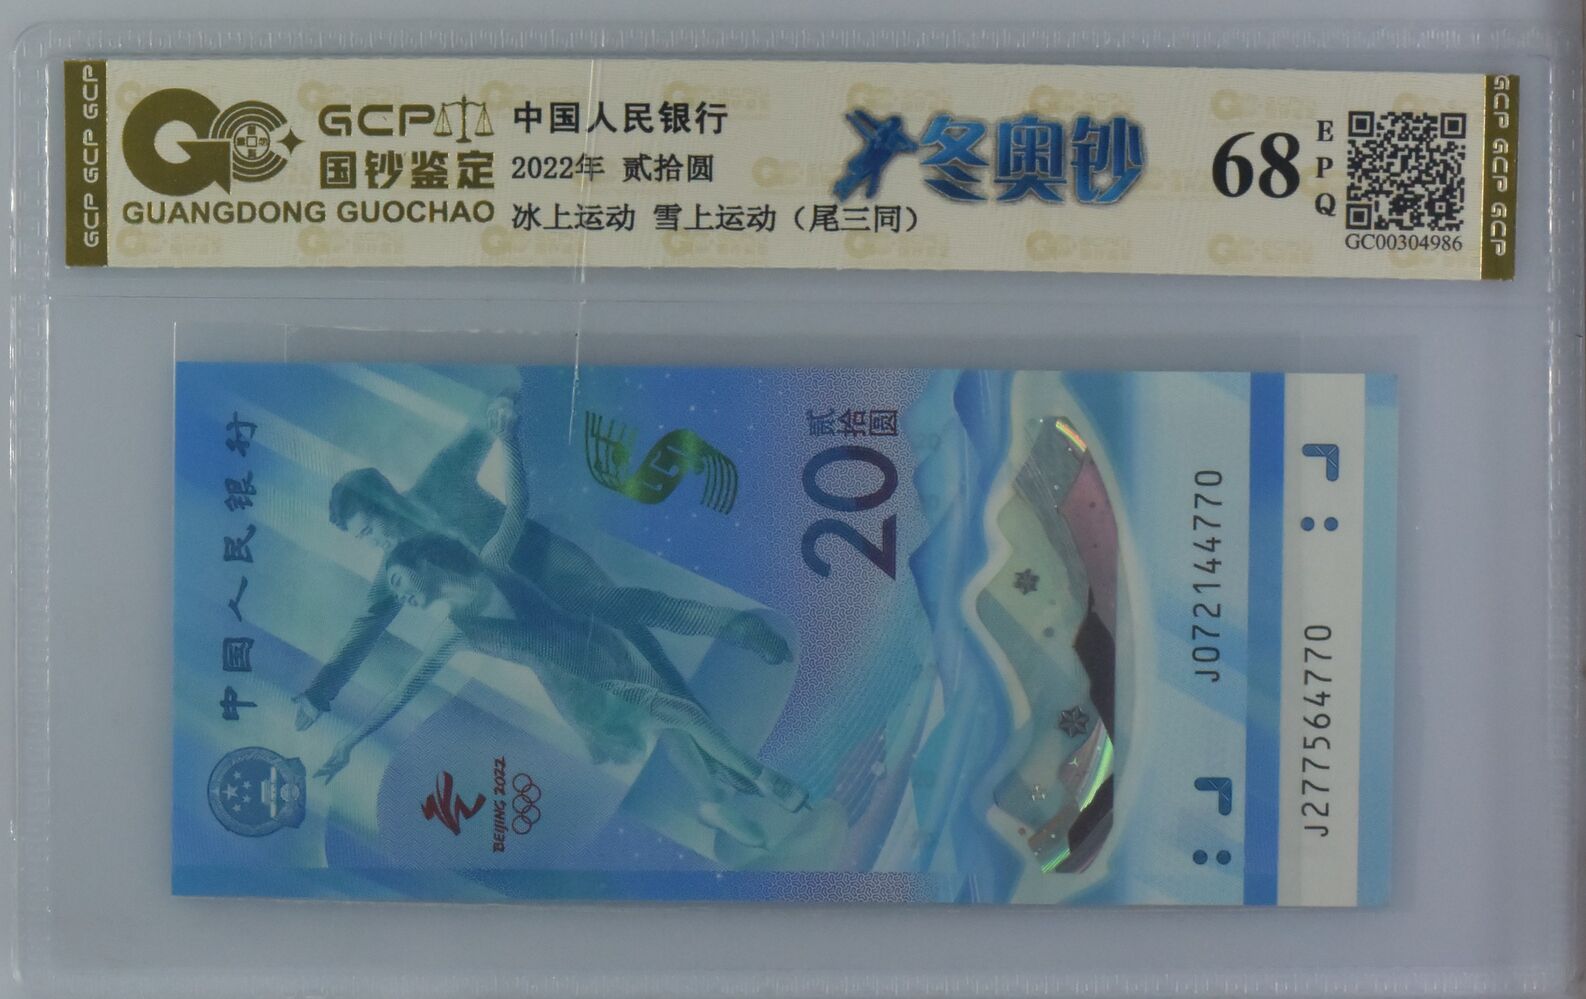 GCP GCP GCP
GCP
国钞鉴定
GUANGDONG GUOCHAO
中国人民银行
2022年 贰拾圆
冰上运动 雪上运动（尾三同）
冬奥钞
68
EPQ
GC00304986
GCP GCP GCP
中国人民银行
BEIJING 2022
贰拾圆
20
J072144770
J277564770